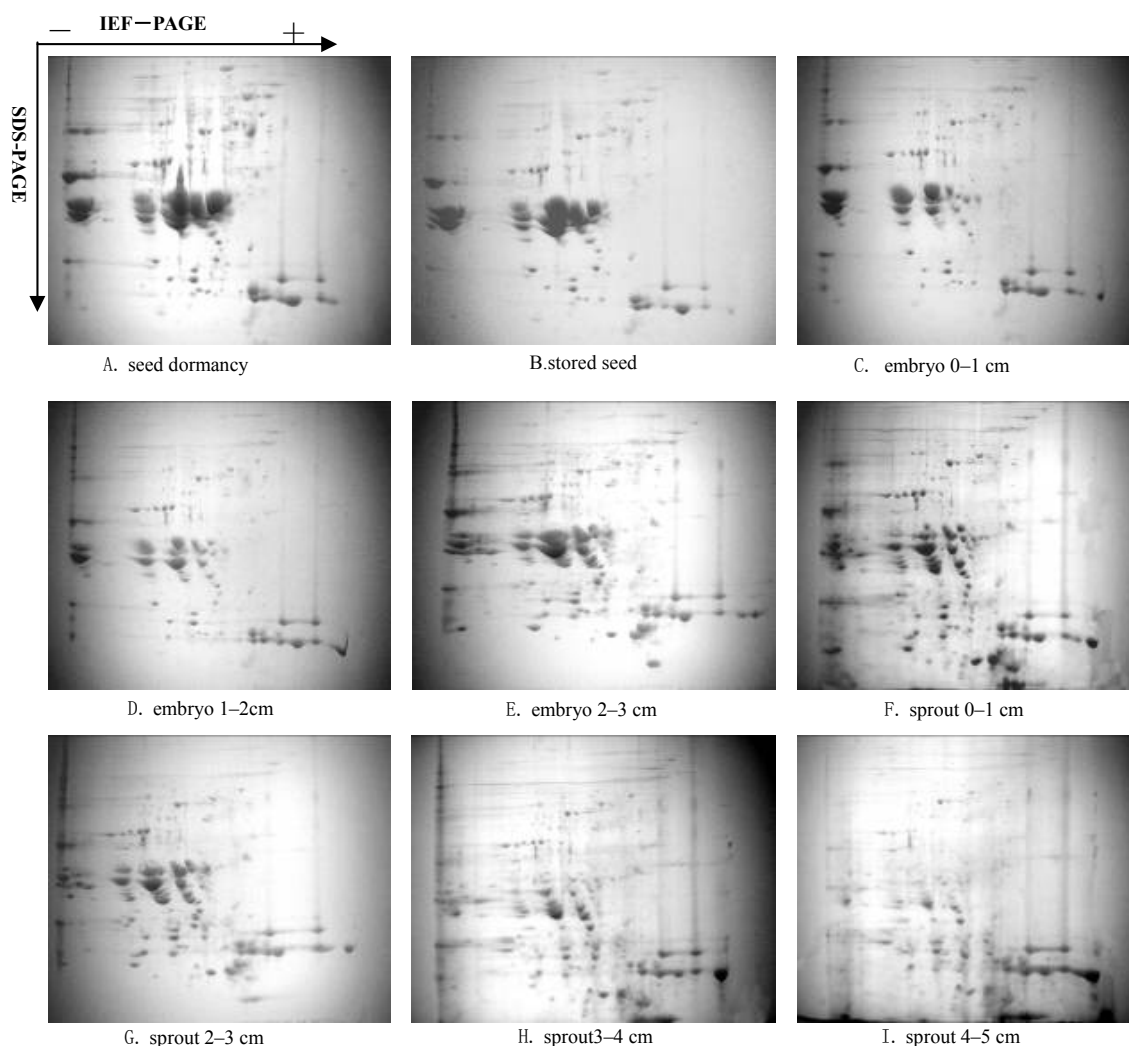 — IEF—PAGE +
SDS-PAGE
A. seed dormancy
B.stored seed
C. embryo 0–1 cm
D. embryo 1–2cm
E. embryo 2–3 cm
F. sprout 0–1 cm
G. sprout 2–3 cm
H. sprout3–4 cm
I. sprout 4–5 cm